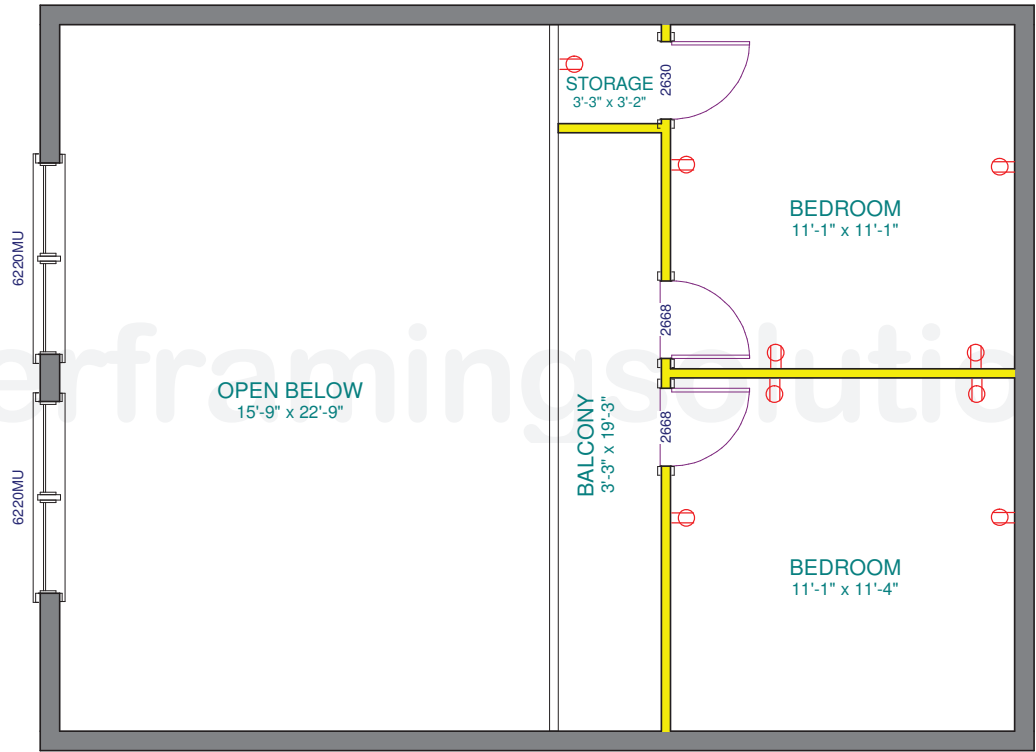 STORAGE
3'-3" x 3'-2"
2630
BEDROOM
11'-1" x 11'-1"
6220MU
2668
erframingsolutio
OPEN BELOW
15'-9" x 22'-9"
BALCONY
3'-3" x 19'-3"
2668
6220MU
BEDROOM
11'-1" x 11'-4"